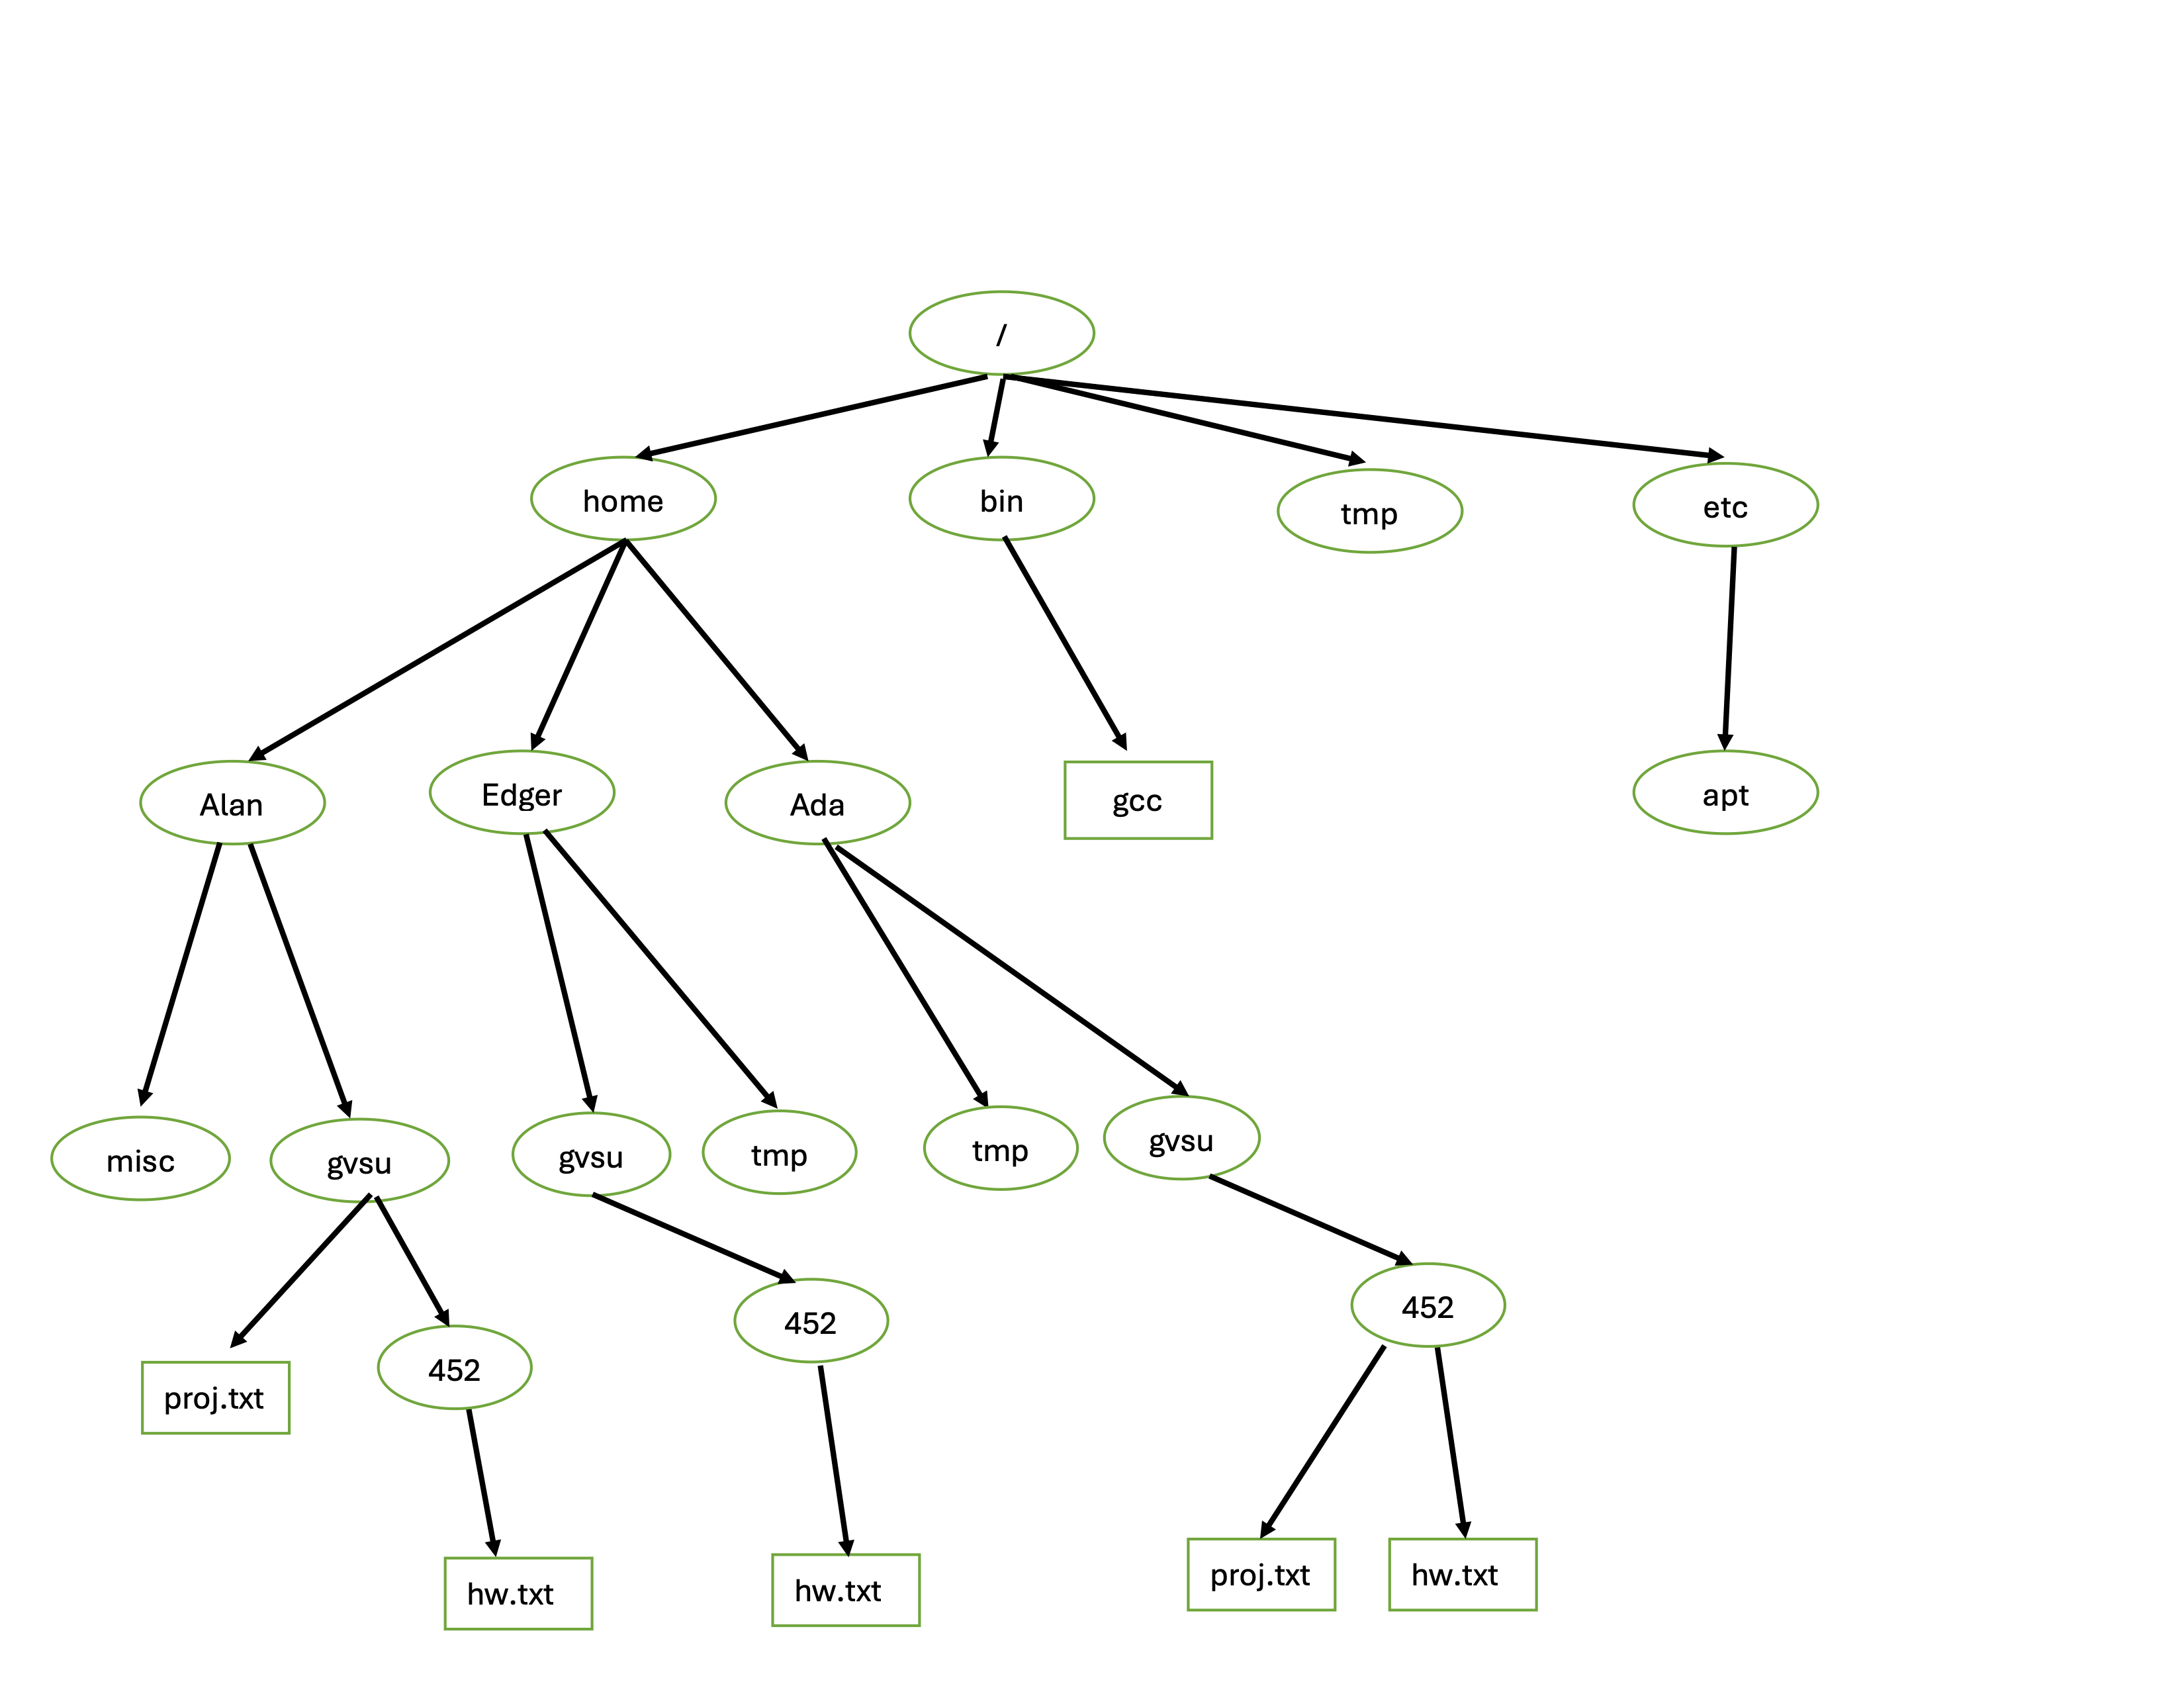 /
home
bin
tmp
etc
Alan
Edger
Ada
gcc
apt
misc
gvsu
gvsu
tmp
tmp
gvsu
452
452
452
proj.txt
hw.txt
hw.txt
proj.txt
hw.txt